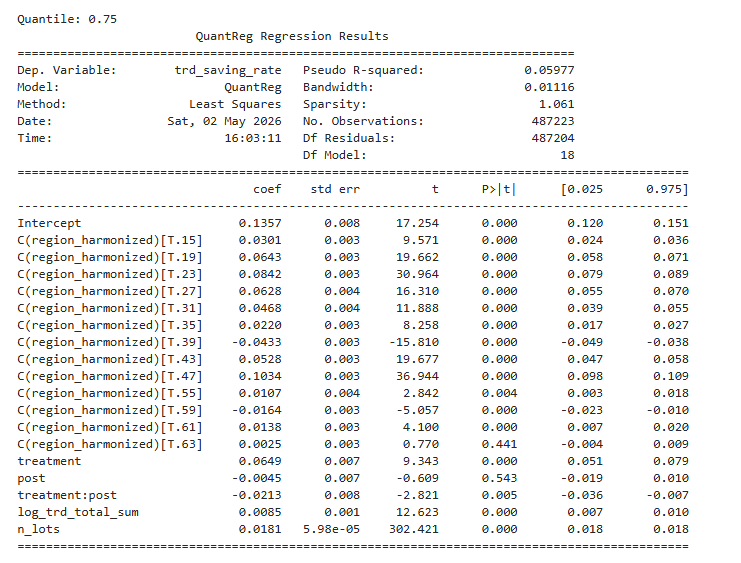 Quantile: 0.75
QuantReg Regression Results
==============================================================================
Dep. Variable: trd_saving_rate Pseudo R-squared: 0.05977
Model: QuantReg Bandwidth: 0.01116
Method: Least Squares Sparsity: 1.061
Date: Sat, 02 May 2026 No. Observations: 487223
Time: 16:03:11 Df Residuals: 487204
Df Model: 18
==============================================================================================
coef std err t P>|t| [0.025 0.975]
----------------------------------------------------------------------------------------------
Intercept 0.1357 0.008 17.254 0.000 0.120 0.151
C(region_harmonized)[T.15] 0.0301 0.003 9.571 0.000 0.024 0.036
C(region_harmonized)[T.19] 0.0643 0.003 19.662 0.000 0.058 0.071
C(region_harmonized)[T.23] 0.0842 0.003 30.964 0.000 0.079 0.089
C(region_harmonized)[T.27] 0.0628 0.004 16.310 0.000 0.055 0.070
C(region_harmonized)[T.31] 0.0468 0.004 11.888 0.000 0.039 0.055
C(region_harmonized)[T.35] 0.0220 0.003 8.258 0.000 0.017 0.027
C(region_harmonized)[T.39] -0.0433 0.003 -15.810 0.000 -0.049 -0.038
C(region_harmonized)[T.43] 0.0528 0.003 19.677 0.000 0.047 0.058
C(region_harmonized)[T.47] 0.1034 0.003 36.944 0.000 0.098 0.109
C(region_harmonized)[T.55] 0.0107 0.004 2.842 0.004 0.003 0.018
C(region_harmonized)[T.59] -0.0164 0.003 -5.057 0.000 -0.023 -0.010
C(region_harmonized)[T.61] 0.0138 0.003 4.100 0.000 0.007 0.020
C(region_harmonized)[T.63] 0.0025 0.003 0.770 0.441 -0.004 0.009
treatment 0.0649 0.007 9.343 0.000 0.051 0.079
post -0.0045 0.007 -0.609 0.543 -0.019 0.010
treatment:post -0.0213 0.008 -2.821 0.005 -0.036 -0.007
log_trd_total_sum 0.0085 0.001 12.623 0.000 0.007 0.010
n_lots 0.0181 5.98e-05 302.421 0.000 0.018 0.018
==============================================================================================